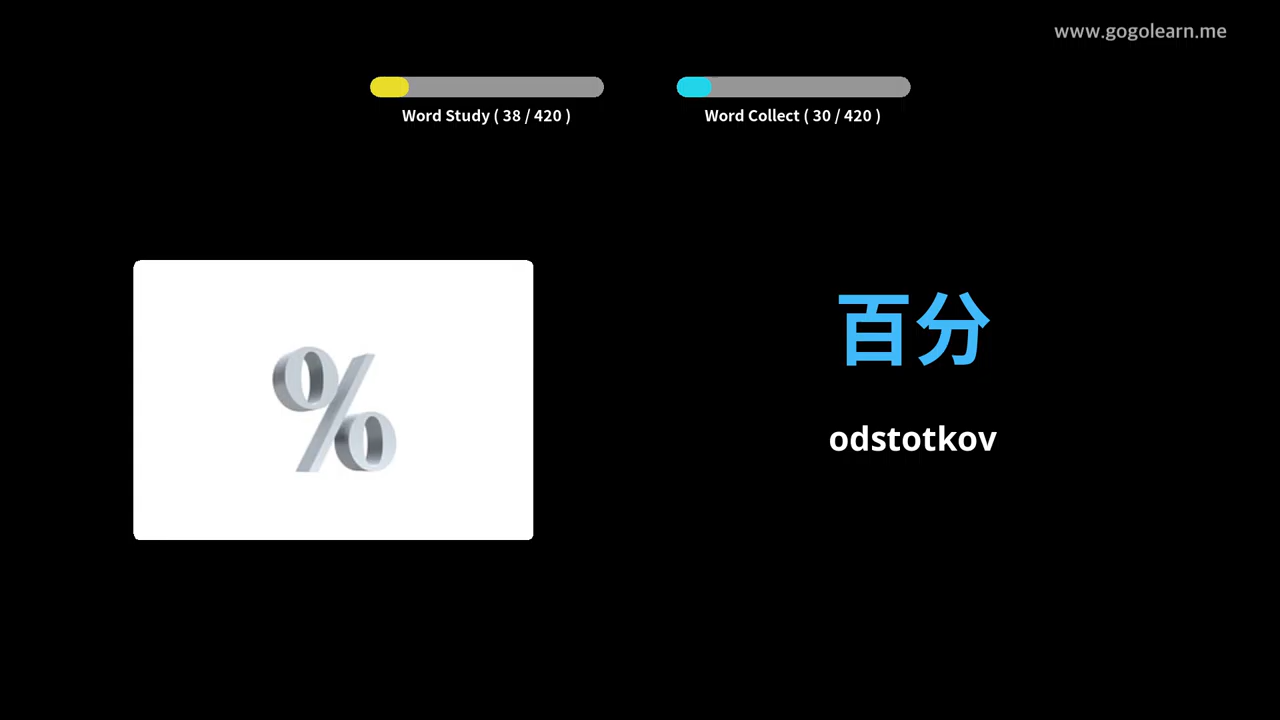 www.gogolearn.me
Word Study ( 38 / 420 )
Word Collect ( 30 / 420 )
%
百分
odstotkov